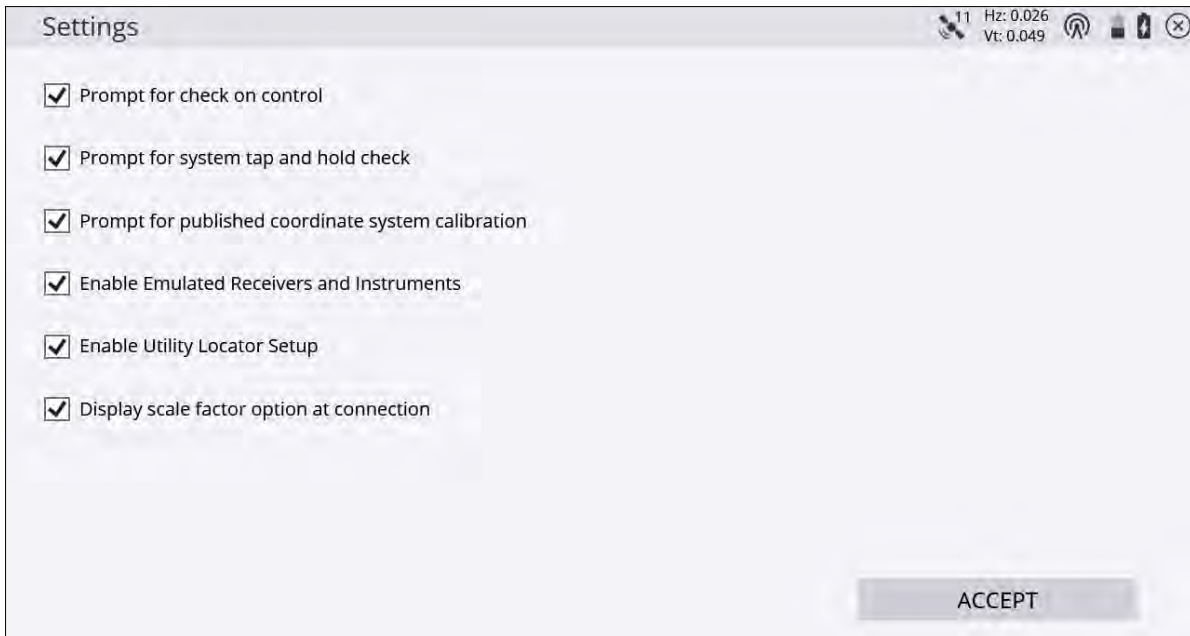 Settings
11
Hz: 0.026
Vt: 0.049
Prompt for check on control
Prompt for system tap and hold check
Prompt for published coordinate system calibration
Enable Emulated Receivers and Instruments
Enable Utility Locator Setup
Display scale factor option at connection
ACCEPT